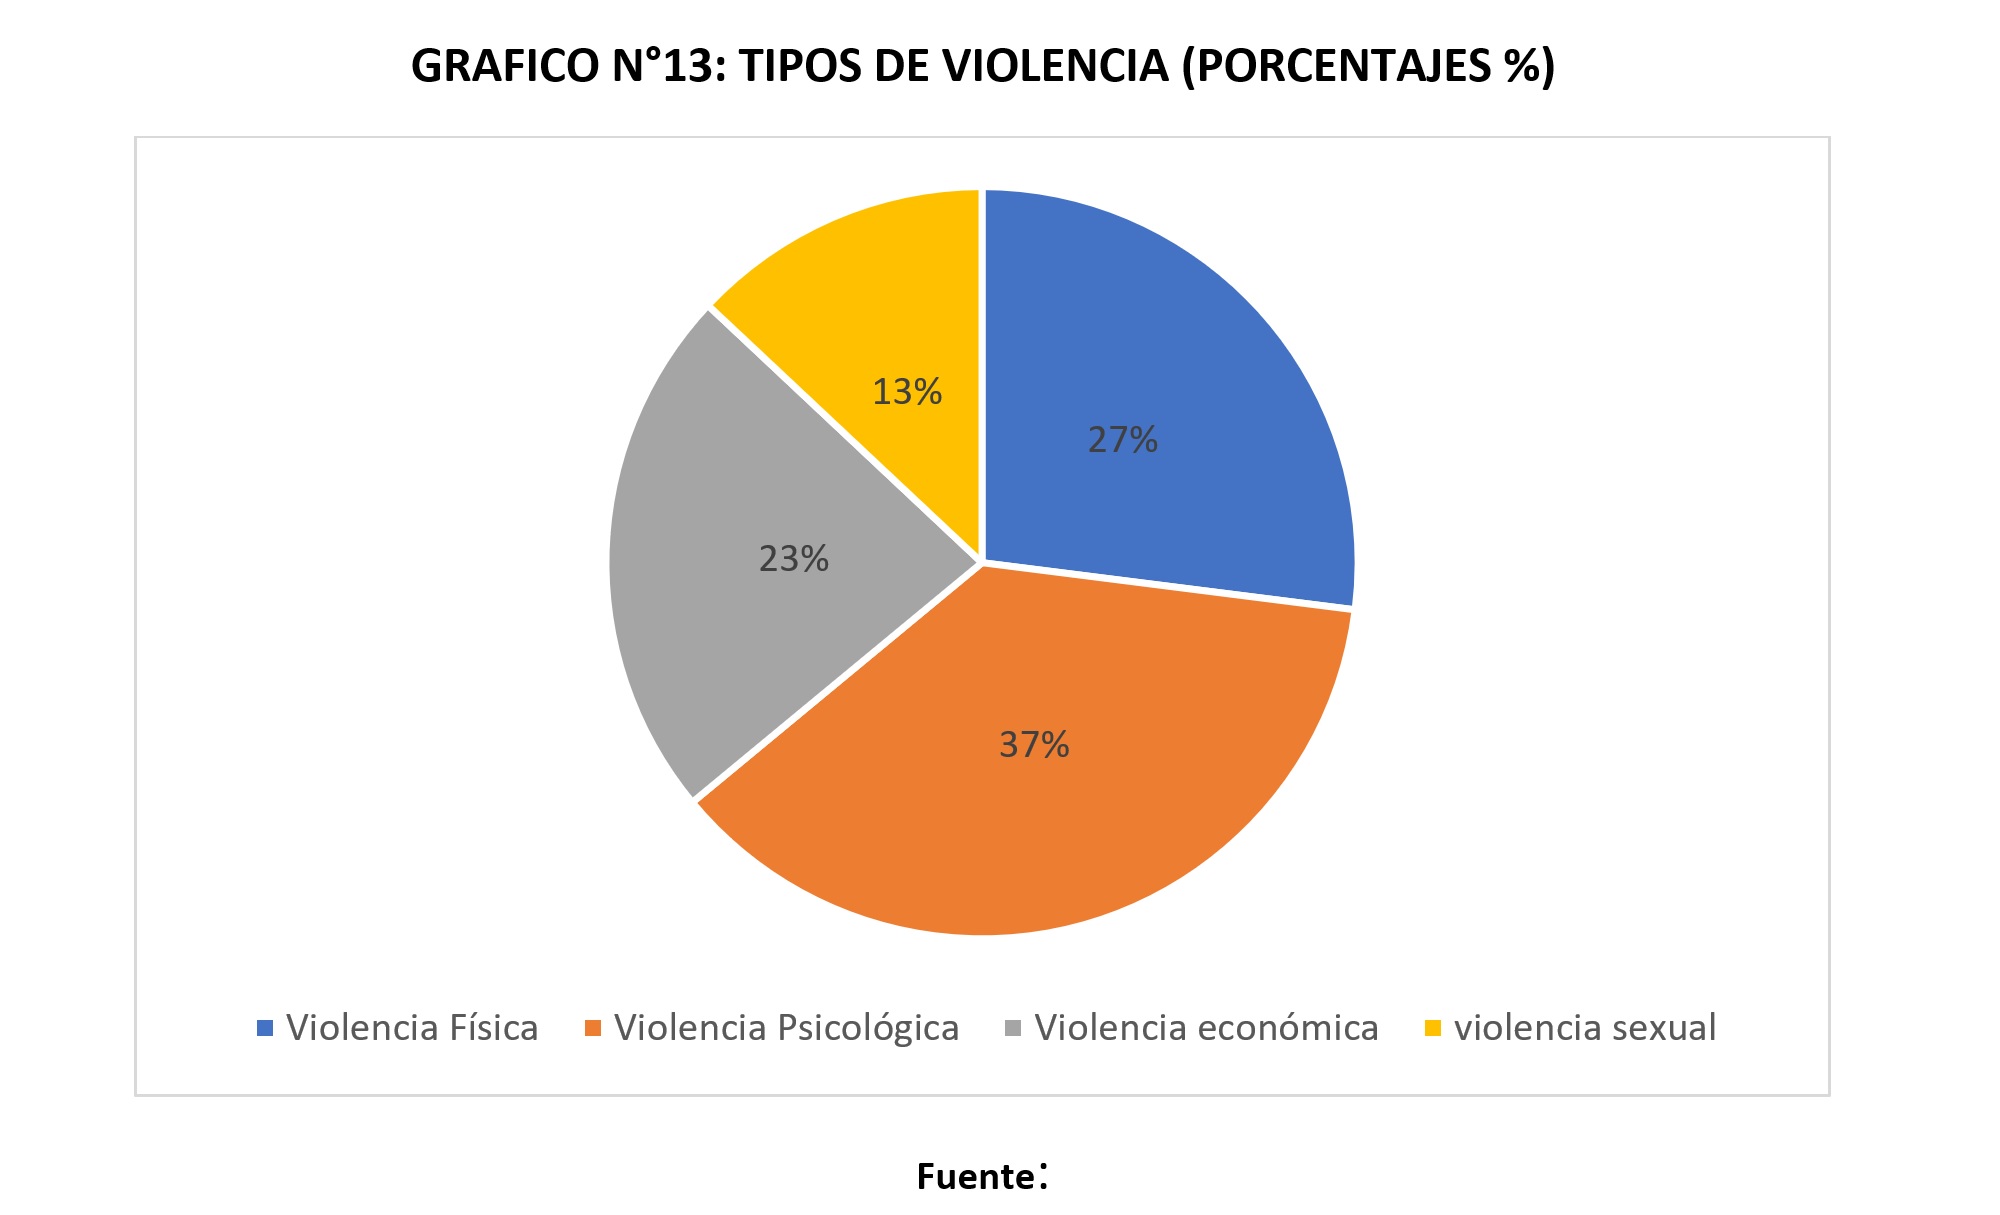 GRAFICO N°13: TIPOS DE VIOLENCIA (PORCENTAJES %)
13%
27%
23%
37%
Violencia Física Violencia Psicológica Violencia económica violencia sexual
Fuente: